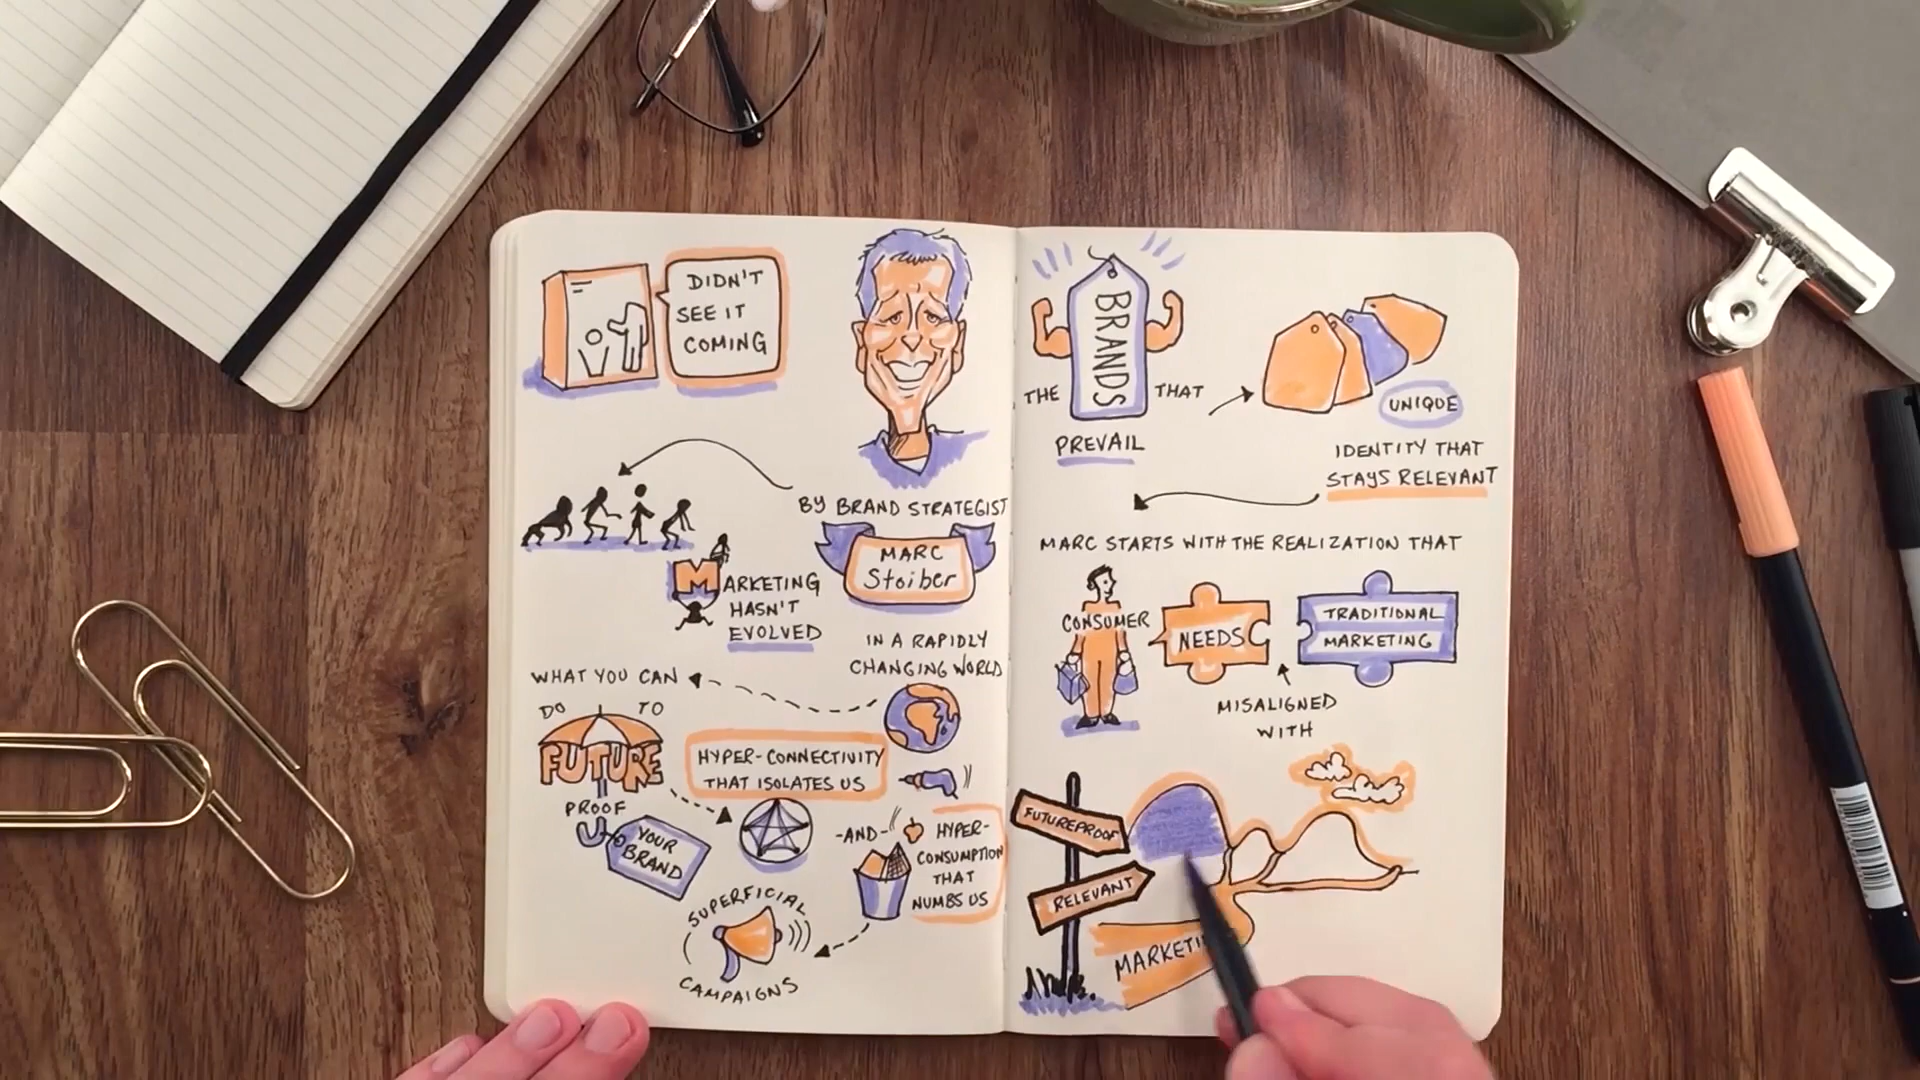 DIDN'T
SEE IT
COMING
BY BRAND STRATEGIST
MARC
Stoiber
MARKETING
HASN'T
EVOLVED
IN A RAPIDLY
CHANGING WORLD
WHAT YOU CAN
DO TO
FUTURE
PROOF
YOUR
BRAND
HYPER-CONNECTIVITY
THAT ISOLATES US
-AND-
HYPER-
CONSUMPTION
THAT
NUMBS US
SUPERFICIAL
CAMPAIGNS
THE BRANDS THAT
PREVAIL
UNIQUE
IDENTITY THAT
STAYS RELEVANT
MARC STARTS WITH THE REALIZATION THAT
CONSUMER
NEEDS
TRADITIONAL
MARKETING
MISALIGNED
WITH
FUTUREPROOF
RELEVANT
MARKETI